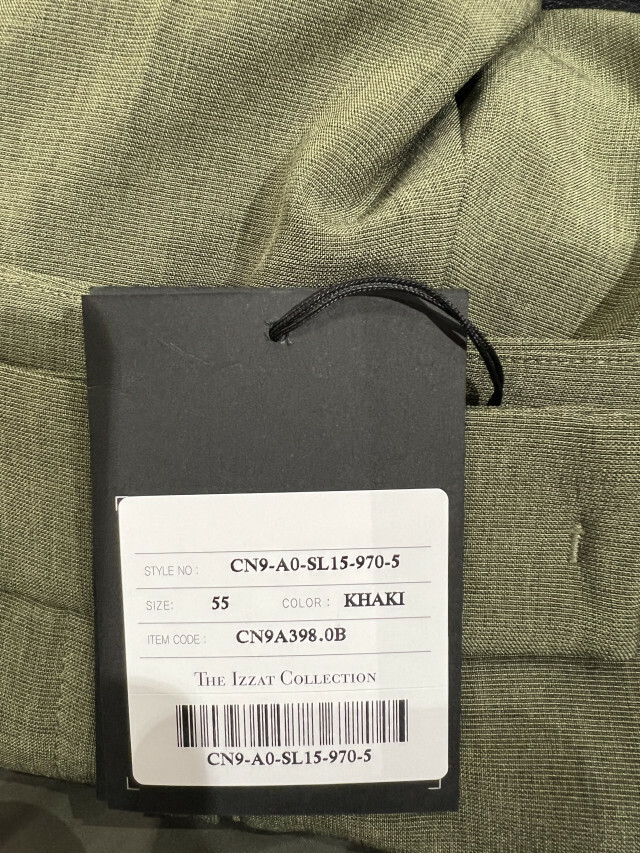 STYLE NO : CN9-A0-SL15-970-5
SIZE: 55 COLOR : KHAKI
ITEM CODE : CN9A398.0B
THE IZZAT COLLECTION
CN9-A0-SL15-970-5